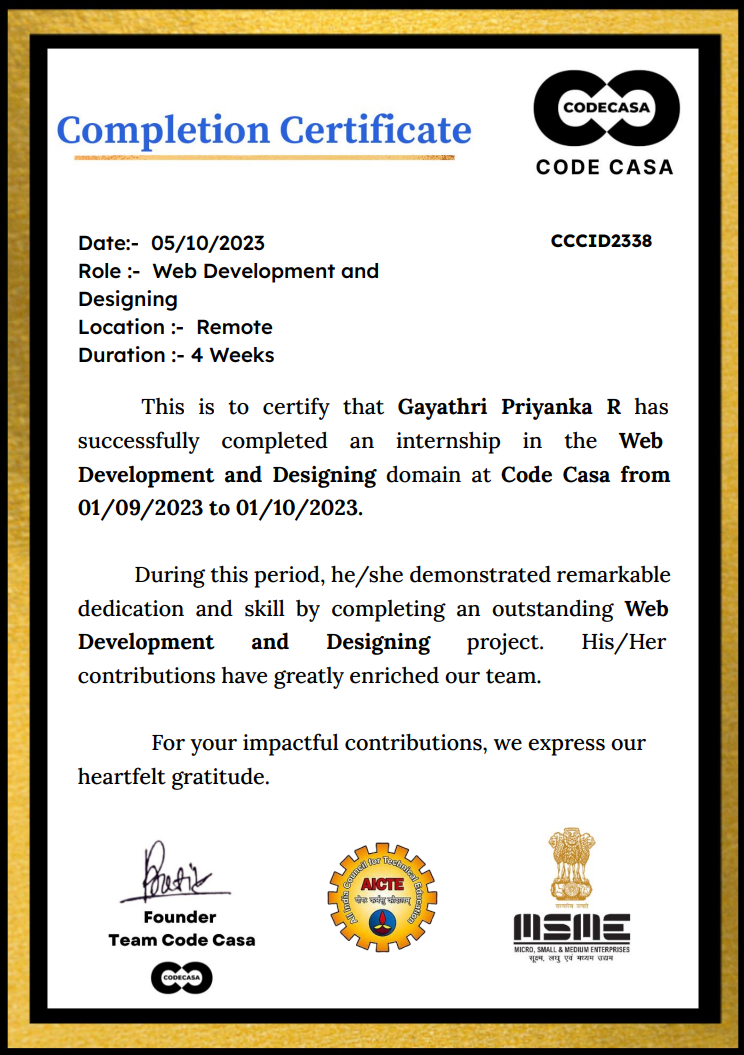 CODECASA
Completion Certificate
CODE CASA
Date:- 05/10/2023
CCCID2338
Role :- Web Development and
Designing
Location :- Remote
Duration :- 4 Weeks
This is to certify that Gayathri Priyanka R has
successfully completed an internship in the Web
Development and Designing domain at Code Casa from
01/09/2023 to 01/10/2023.
During this period, he/she demonstrated remarkable
dedication and skill by completing an outstanding Web
Development and Designing project. His/Her
contributions have greatly enriched our team.
For your impactful contributions, we express our
heartfelt gratitude.
Founder
Team Code Casa
CODECASA
All India Council for Technical Education
AICTE
योगः कर्मसु कौशलम्
सत्यमेव जयते
MSME
MICRO, SMALL & MEDIUM ENTERPRISES
सूक्ष्म, लघु एवं मध्यम उद्यम